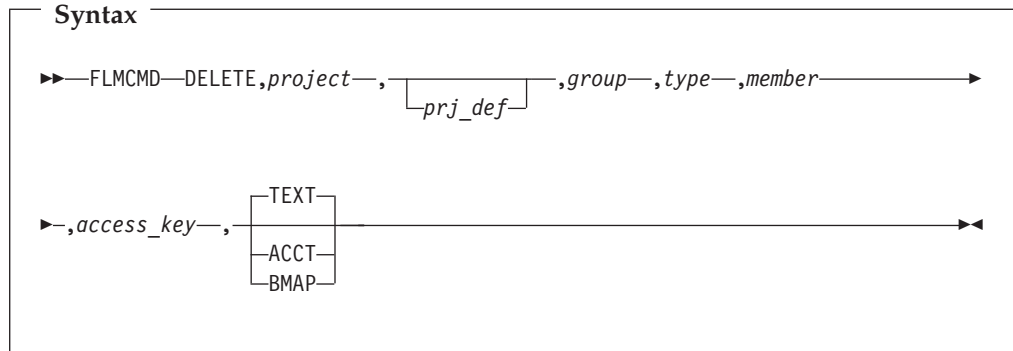 Syntax
FLMCMD DELETE,project , ,group ,type ,member
prj_def
,access_key , TEXT
ACCT
BMAP